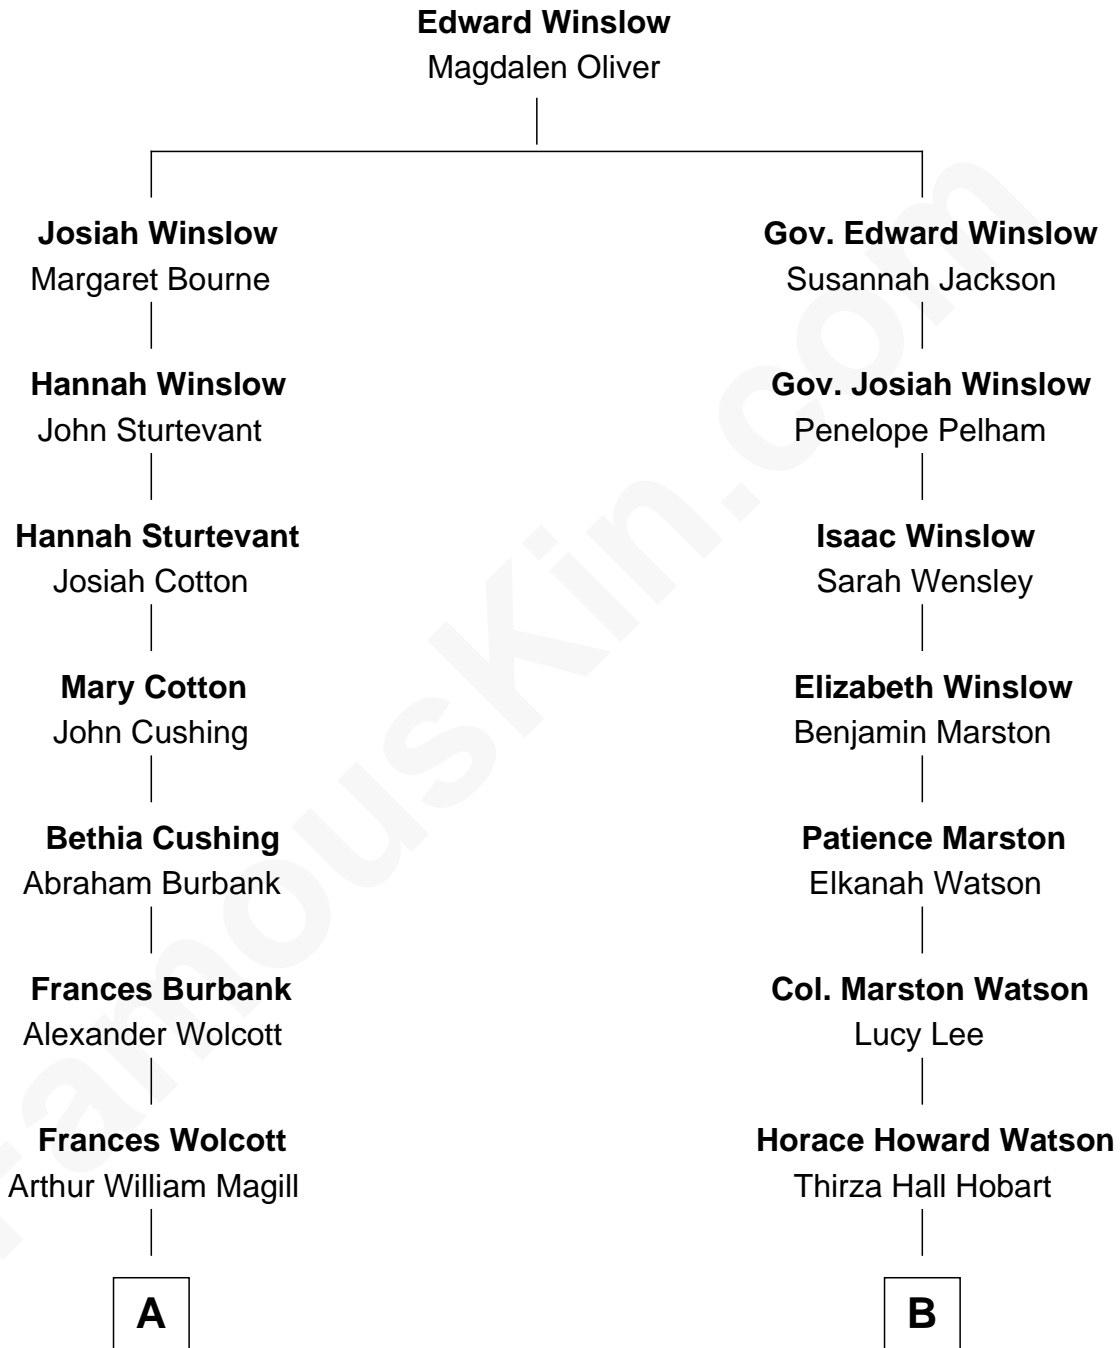 Edward Winslow
Magdalen Oliver
Josiah Winslow
Margaret Bourne
Gov. Edward Winslow
Susannah Jackson
Hannah Winslow
John Sturtevant
Gov. Josiah Winslow
Penelope Pelham
Hannah Sturtevant
Josiah Cotton
Isaac Winslow
Sarah Wensley
Mary Cotton
John Cushing
Elizabeth Winslow
Benjamin Marston
Bethia Cushing
Abraham Burbank
Patience Marston
Elkanah Watson
Frances Burbank
Alexander Wolcott
Col. Marston Watson
Lucy Lee
Frances Wolcott
Arthur William Magill
Horace Howard Watson
Thirza Hall Hobart
A
B
FamousKin.com